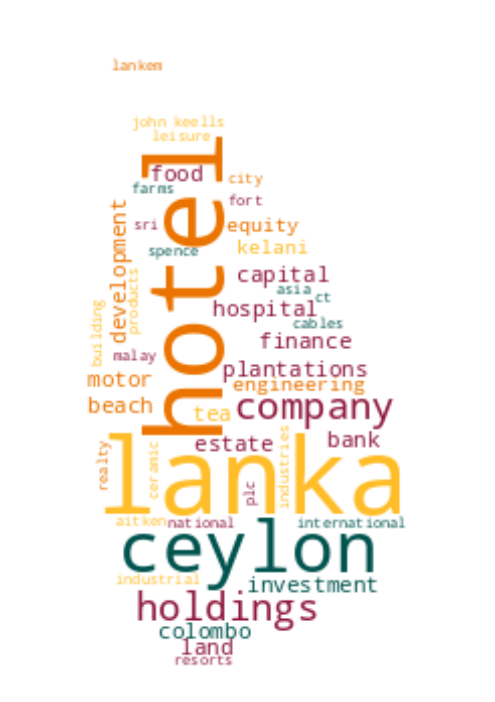 lankem
john keells
leisure
food
city
farms
fort
sri
equity
spence
kelani
hotel
development
products
capital
asia
ct
hospital
cables
building
finance
malay
plantations
motor
engineering
beach
tea
company
estate
bank
lanka
realty
ceramic
plc
industries
aitken
national
international
ceylon
industrial
investment
holdings
colombo
land
resorts